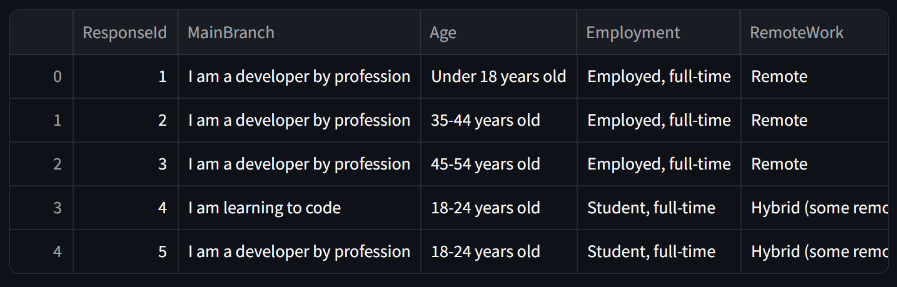 ResponseId MainBranch Age Employment RemoteWork
0 1 I am a developer by profession Under 18 years old Employed, full-time Remote
1 2 I am a developer by profession 35-44 years old Employed, full-time Remote
2 3 I am a developer by profession 45-54 years old Employed, full-time Remote
3 4 I am learning to code 18-24 years old Student, full-time Hybrid (some
4 5 I am a developer by profession 18-24 years old Student, full-time Hybrid (some